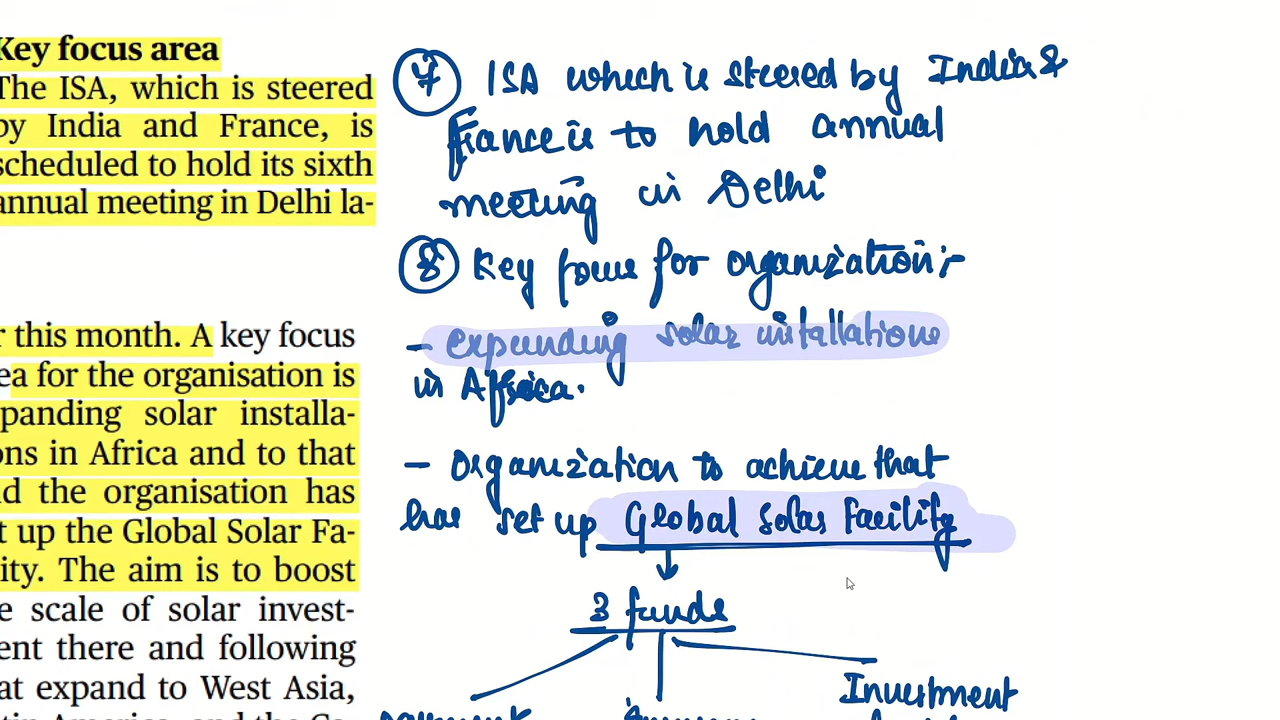 Key focus area
The ISA, which is steered
by India and France, is
scheduled to hold its sixth
annual meeting in Delhi la-
r this month. A key focus
ea for the organisation is
panding solar installa-
ons in Africa and to that
d the organisation has
t up the Global Solar Fa-
ity. The aim is to boost
e scale of solar invest-
ent there and following
at expand to West Asia,
7 ISA which is steered by India &
France is to hold annual
meeting in Delhi
8 Key focus for organization:-
- expanding solar installations
in Africa.
- Organization to achieve that
has set up Global Solar Facility
3 funds
Investment